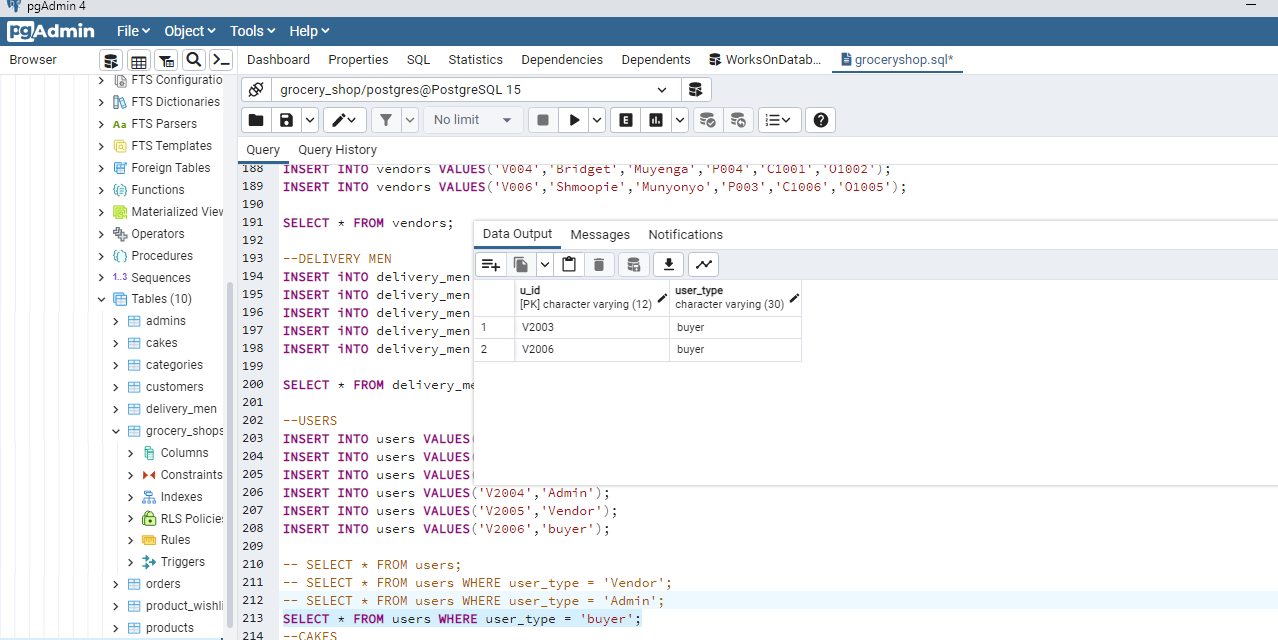 pgAdmin 4
pgAdmin File Object Tools Help
Browser
Dashboard Properties SQL Statistics Dependencies Dependents WorksOnDatab... groceryshop.sql*
FTS Configuratio
FTS Dictionaries
FTS Parsers
FTS Templates
Foreign Tables
Functions
Materialized View
Operators
Procedures
1..3 Sequences
Tables (10)
admins
cakes
categories
customers
delivery_men
grocery_shops
Columns
Constraints
Indexes
RLS Policies
Rules
Triggers
orders
product_wishli
products
grocery_shop/postgres@PostgreSQL 15
No limit
E
Query Query History
188 INSERT INTO vendors VALUES('V004','Bridget','Muyenga','P004','C1001','O1002');
189 INSERT INTO vendors VALUES('V006','Shmoopie','Munyonyo','P003','C1006','O1005');
190
191 SELECT * FROM vendors;
192
193 --DELIVERY MEN
194 INSERT iNTO delivery_men
195 INSERT iNTO delivery_men
196 INSERT iNTO delivery_men
197 INSERT iNTO delivery_men
198 INSERT iNTO delivery_men
199
200 SELECT * FROM delivery_me
201
202 --USERS
203 INSERT INTO users VALUES
204 INSERT INTO users VALUES
205 INSERT INTO users VALUES
206 INSERT INTO users VALUES('V2004','Admin');
207 INSERT INTO users VALUES('V2005','Vendor');
208 INSERT INTO users VALUES('V2006','buyer');
209
210 -- SELECT * FROM users;
211 -- SELECT * FROM users WHERE user_type = 'Vendor';
212 -- SELECT * FROM users WHERE user_type = 'Admin';
213 SELECT * FROM users WHERE user_type = 'buyer';
214 --CAKES
Data Output Messages Notifications
u_id user_type
[PK] character varying (12) character varying (30)
1 V2003 buyer
2 V2006 buyer